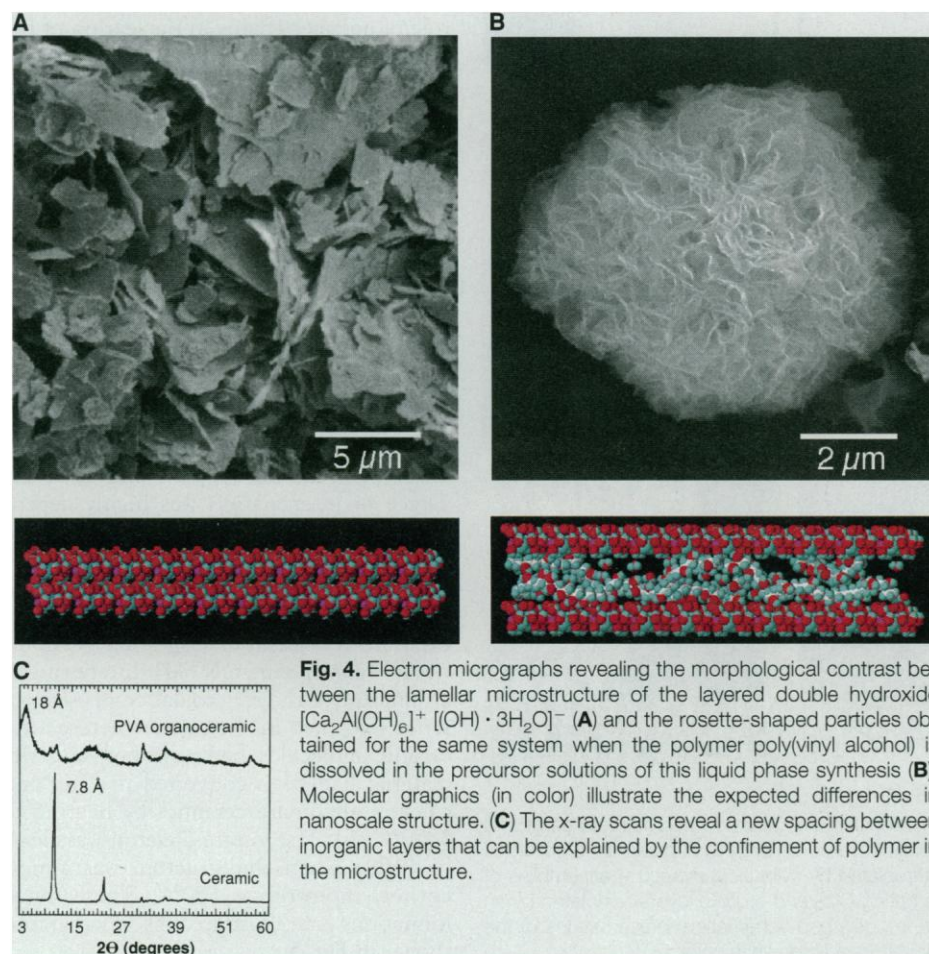 A
B
5 µm
2 µm
C
18 Å
PVA organoceramic
7.8 Å
Ceramic
3 15 27 39 51 60
2Θ (degrees)
Fig. 4. Electron micrographs revealing the morphological contrast be-
tween the lamellar microstructure of the layered double hydroxide
[Ca₂Al(OH)₆]⁺ [(OH) · 3H₂O]⁻ (A) and the rosette-shaped particles ob-
tained for the same system when the polymer poly(vinyl alcohol) i
dissolved in the precursor solutions of this liquid phase synthesis (B)
Molecular graphics (in color) illustrate the expected differences i
nanoscale structure. (C) The x-ray scans reveal a new spacing between
inorganic layers that can be explained by the confinement of polymer i
the microstructure.